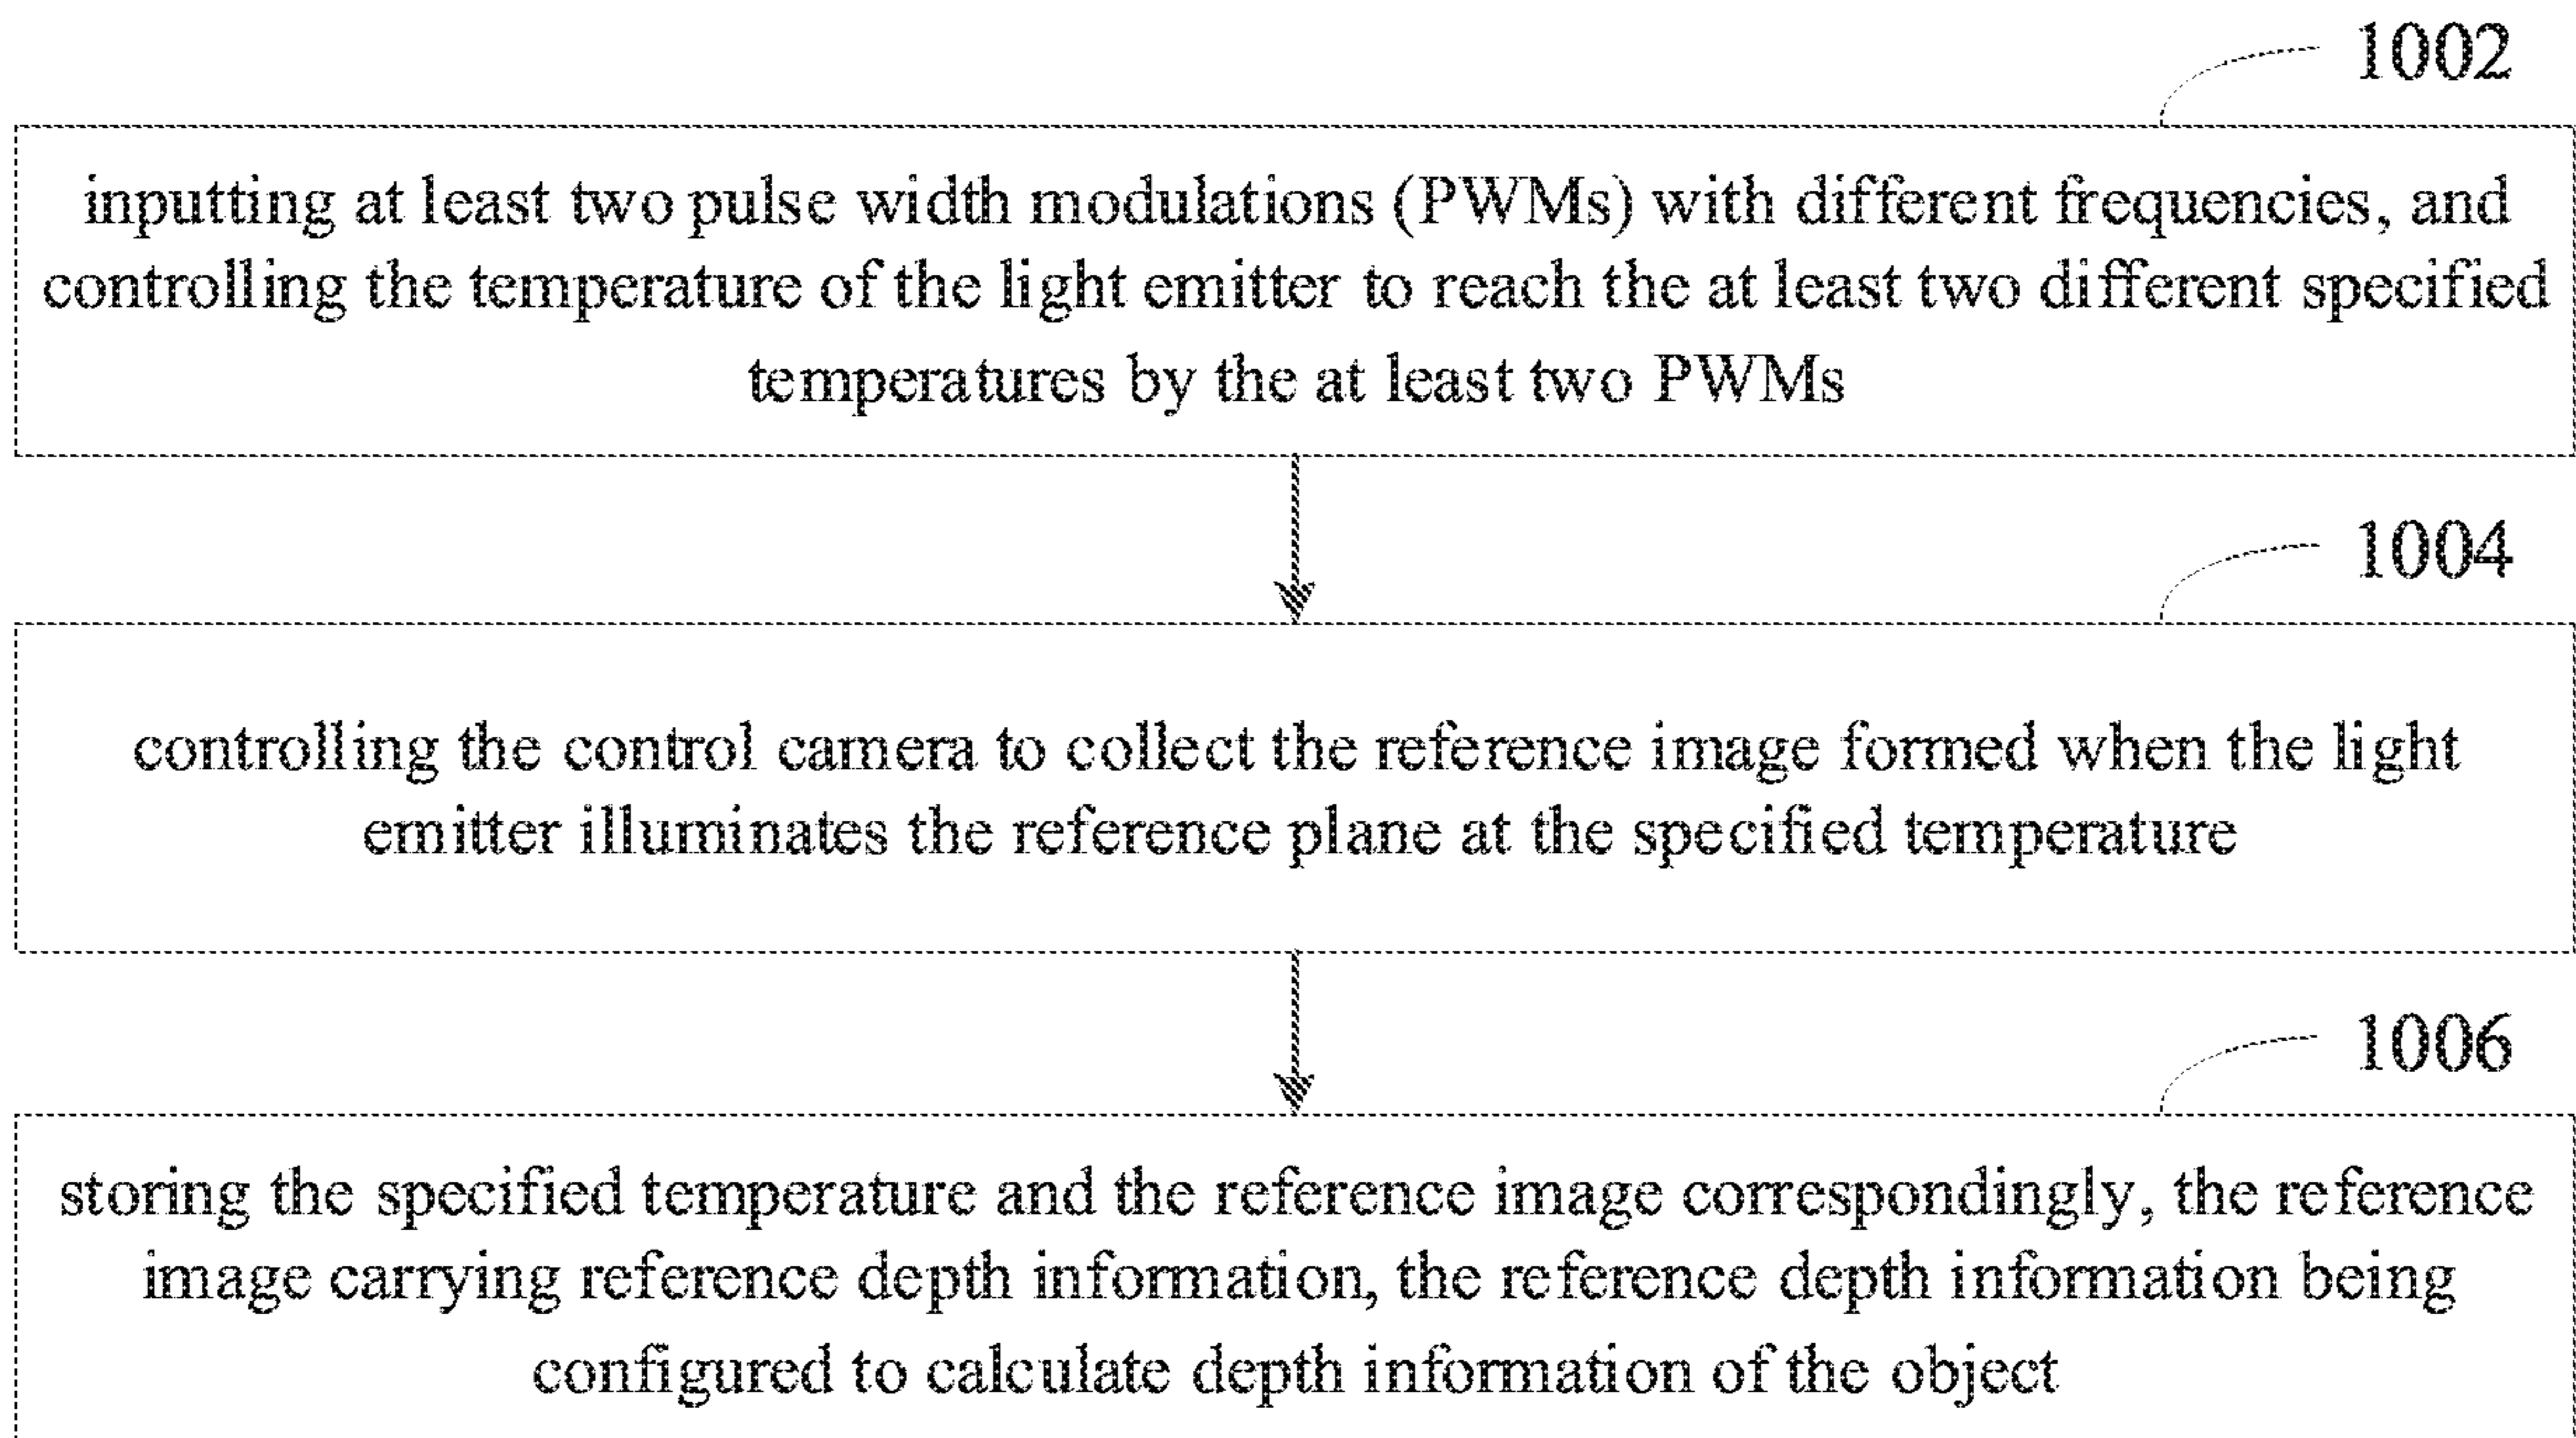 1002
inputting at least two pulse width modulations (PWMs) with different frequencies, and
controlling the temperature of the light emitter to reach the at least two different specified
temperatures by the at least two PWMs
1004
controlling the control camera to collect the reference image formed when the light
emitter illuminates the reference plane at the specified temperature
1006
storing the specified temperature and the reference image correspondingly, the reference
image carrying reference depth information, the reference depth information being
configured to calculate depth information of the object